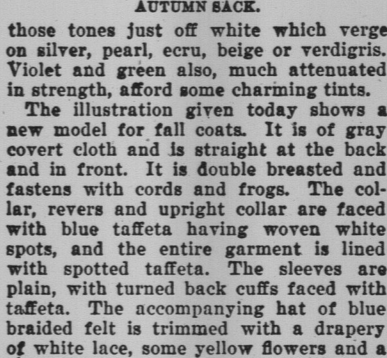 AUTUMN SACK.
those tones just off white which verge
on silver, pearl, ecru, beige or verdigris.
Violet and green also, much attenuated
in strength, afford some charming tints.
The illustration given today shows a
new model for fall coats. It is of gray
covert cloth and is straight at the back
and in front. It is double breasted and
fastens with cords and frogs. The col-
lar, revers and upright collar are faced
with blue taffeta having woven white
spots, and the entire garment is lined
with spotted taffeta. The sleeves are
plain, with turned back cuffs faced with
taffeta. The accompanying hat of blue
braided felt is trimmed with a drapery
of white lace, some yellow flowers and a